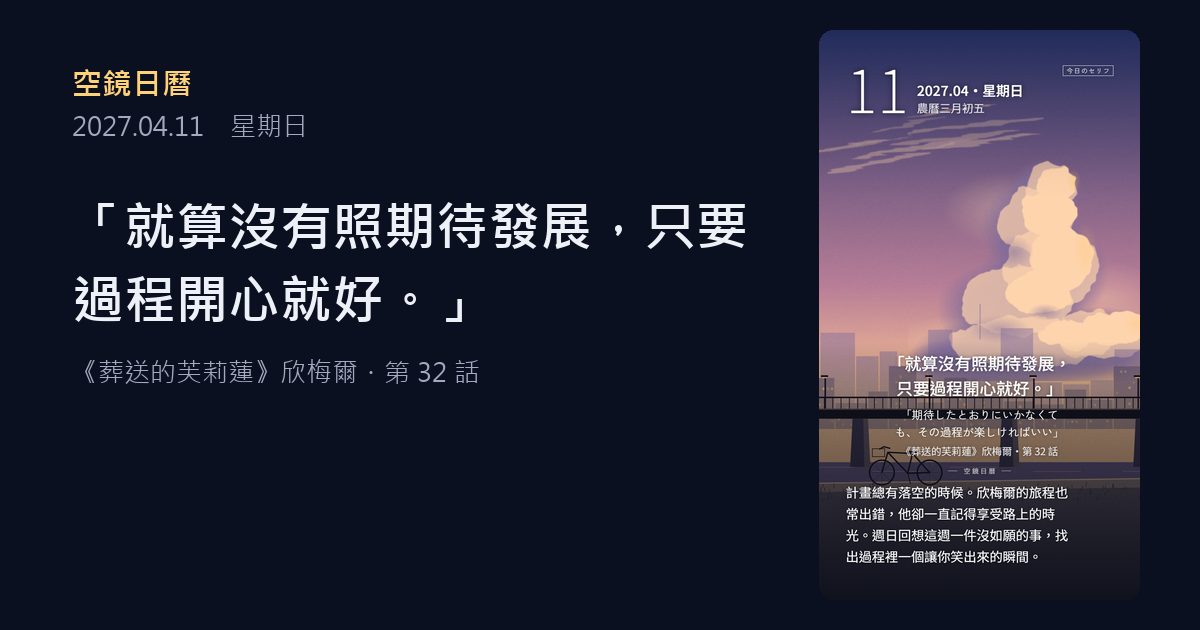 空鏡日曆
2027.04.11 星期日
「就算沒有照期待發展，只要
過程開心就好。」
《葬送的芙莉蓮》欣梅爾・第 32 話
11
2027.04・星期日
農曆三月初五
今日のセリフ
「就算沒有照期待發展，
只要過程開心就好。」
「期待したとおりにいかなくて
も、その過程が楽しければいい」
《葬送的芙莉蓮》欣梅爾・第 32 話
— 空鏡日曆 —
計畫總有落空的時候。欣梅爾的旅程也
常出錯，他卻一直記得享受路上的時
光。週日回想這週一件沒如願的事，找
出過程裡一個讓你笑出來的瞬間。